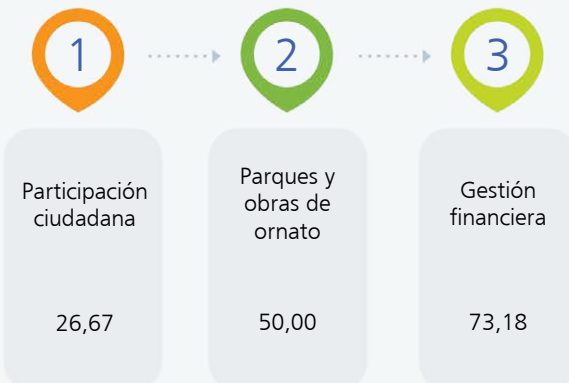 1
2
3
Participación
ciudadana
26,67
Parques y
obras de
ornato
50,00
Gestión
financiera
73,18